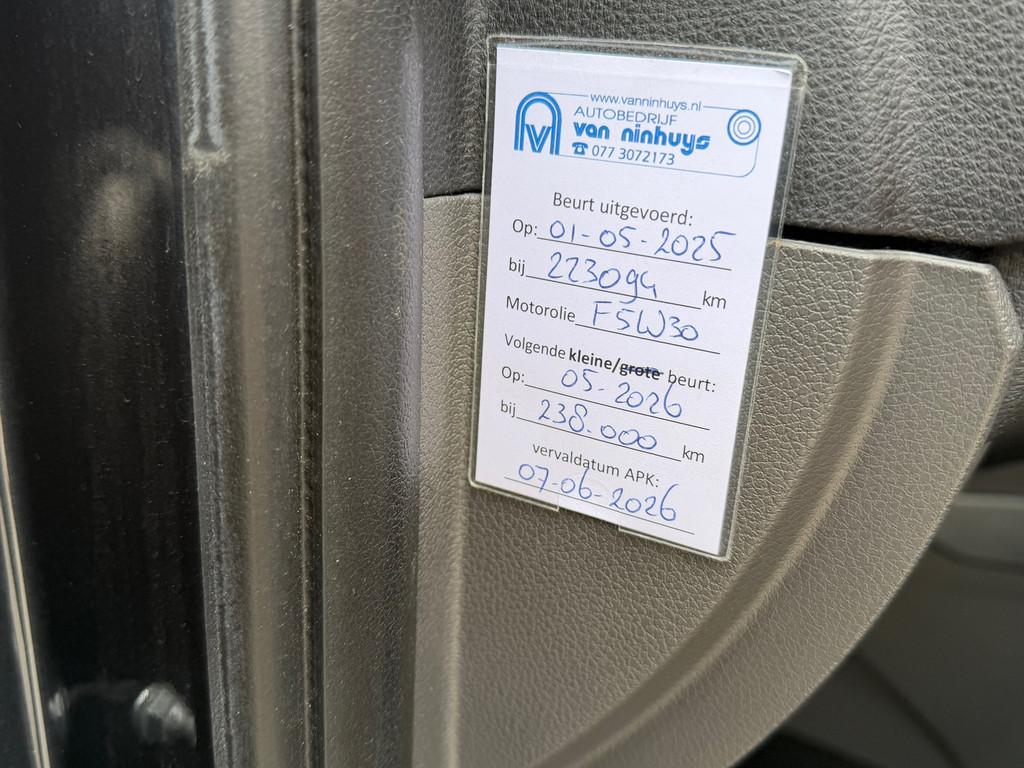 www.vanninhuys.nl
AUTOBEDRIJF
van ninhuys
☎ 077 3072173
Beurt uitgevoerd:
Op: 01-05-2025
bij 223094 km
Motorolie F5W30
Volgende kleine/grote beurt:
Op: 05-2026
bij 238.000 km
vervaldatum APK:
07-06-2026